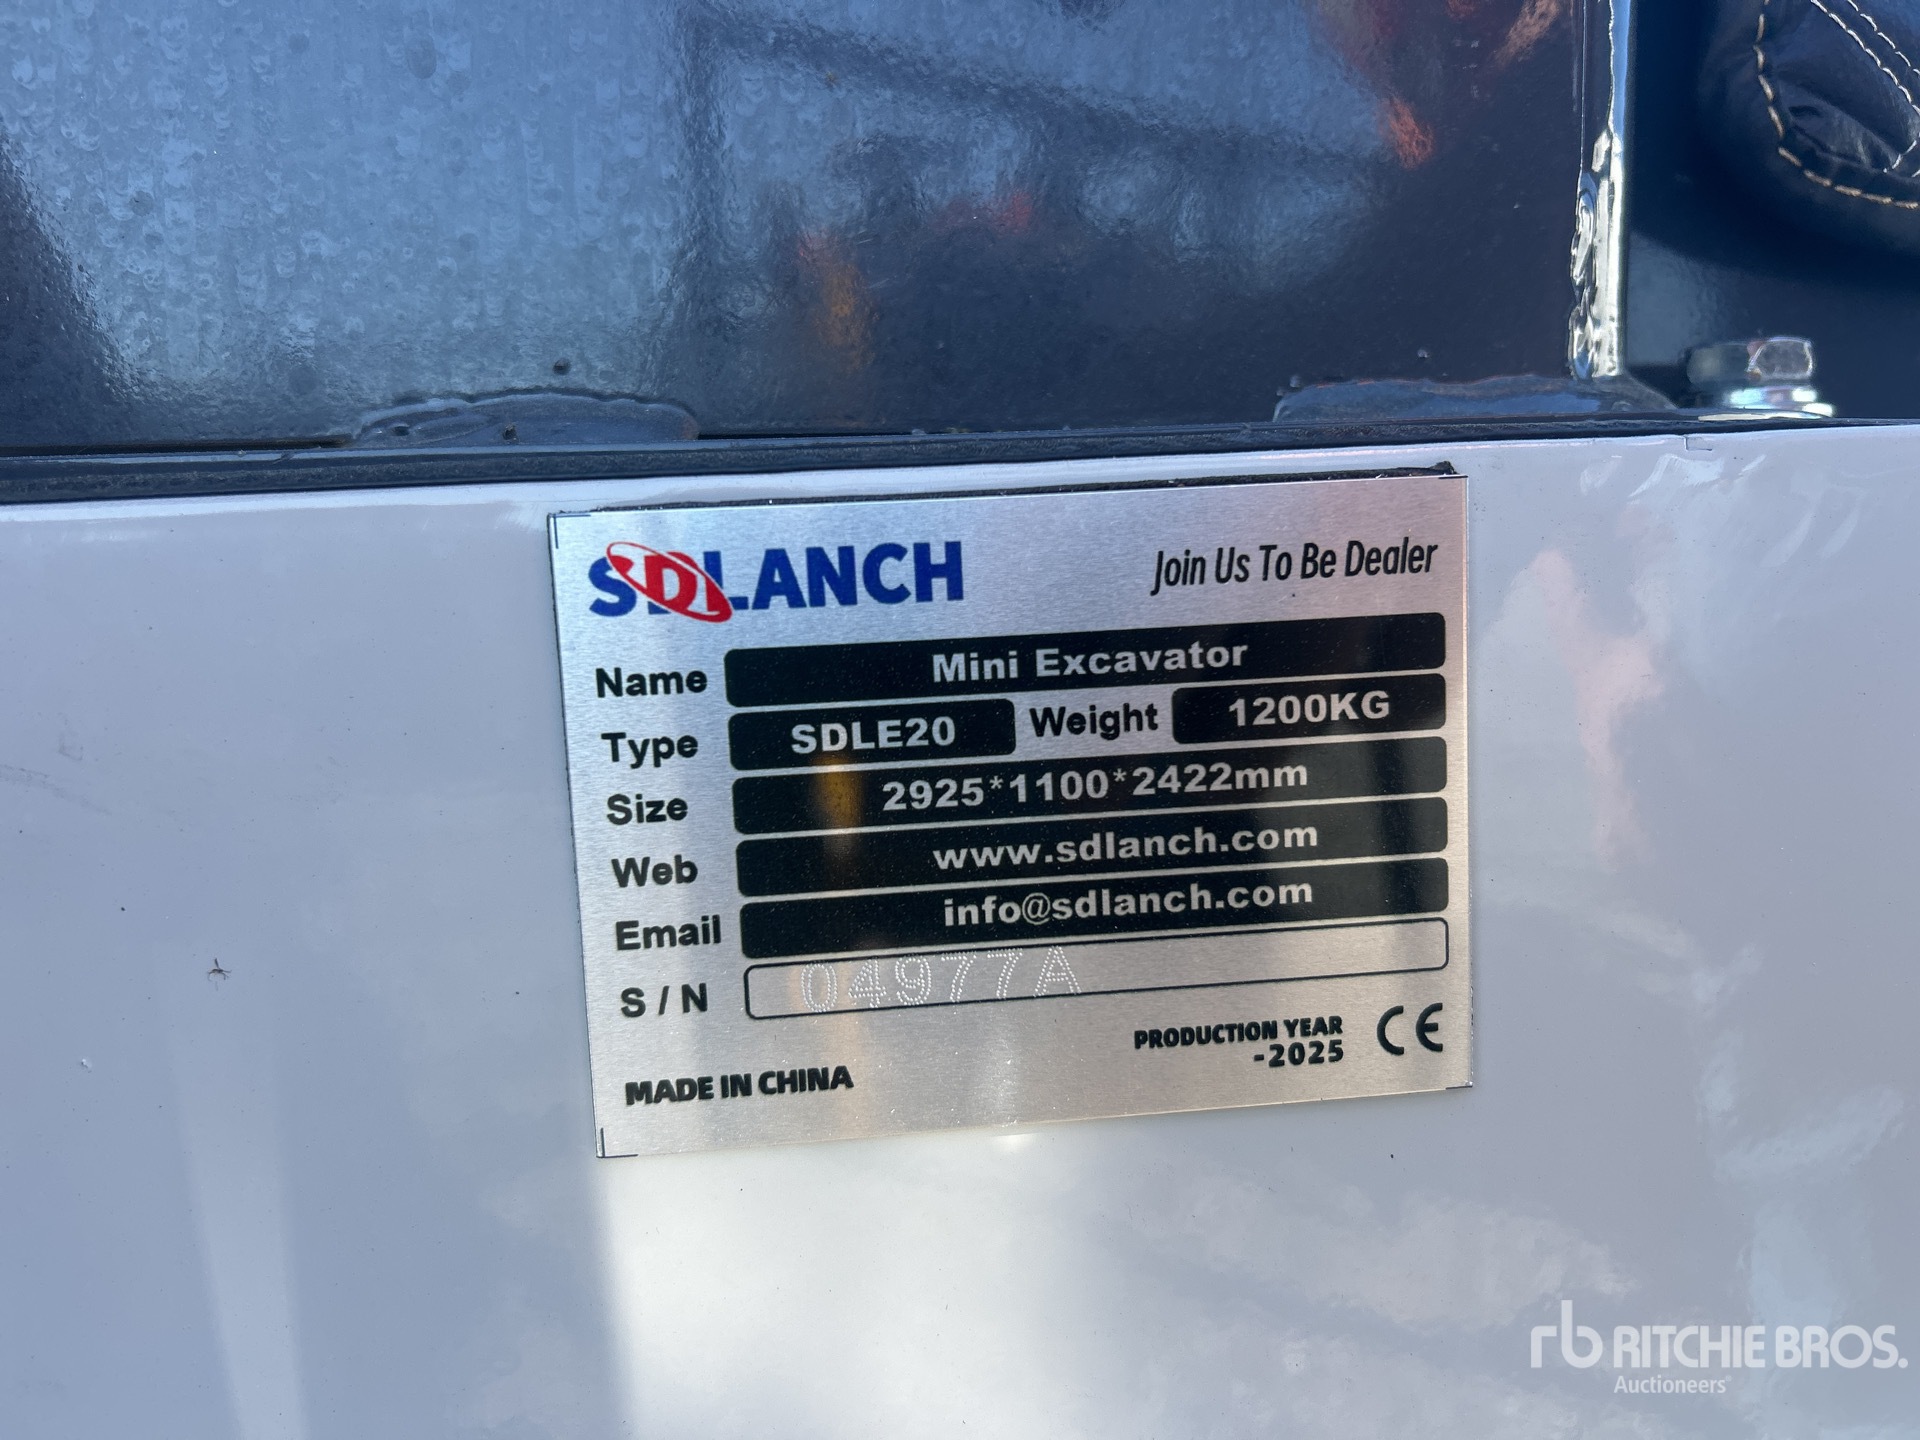 SDLANCH
Join Us To Be Dealer
Name Mini Excavator
Type SDLE20 Weight 1200KG
Size 2925*1100*2422mm
Web www.sdlanch.com
Email info@sdlanch.com
S / N 04977A
PRODUCTION YEAR
-2025
CE
MADE IN CHINA
rb RITCHIE BROS.
Auctioneers